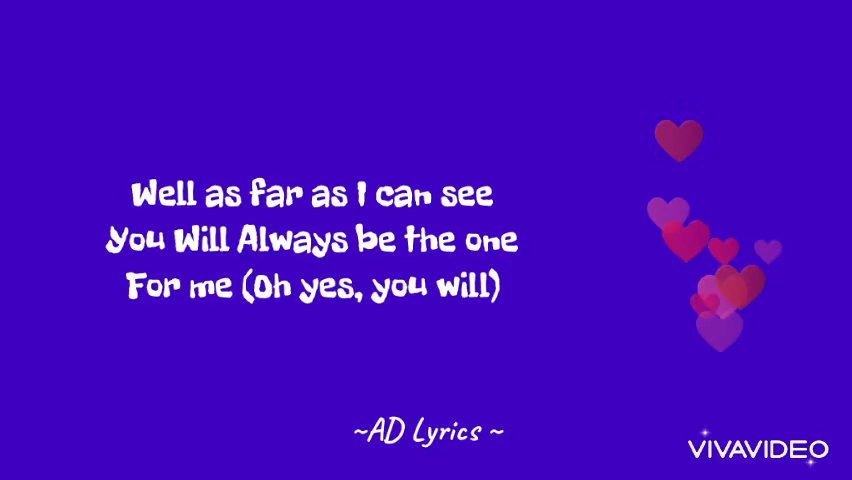 Well as far as I can see
You Will Always be the one
For me (Oh yes, you will)
~AD Lyrics ~
VIVAVIDEO